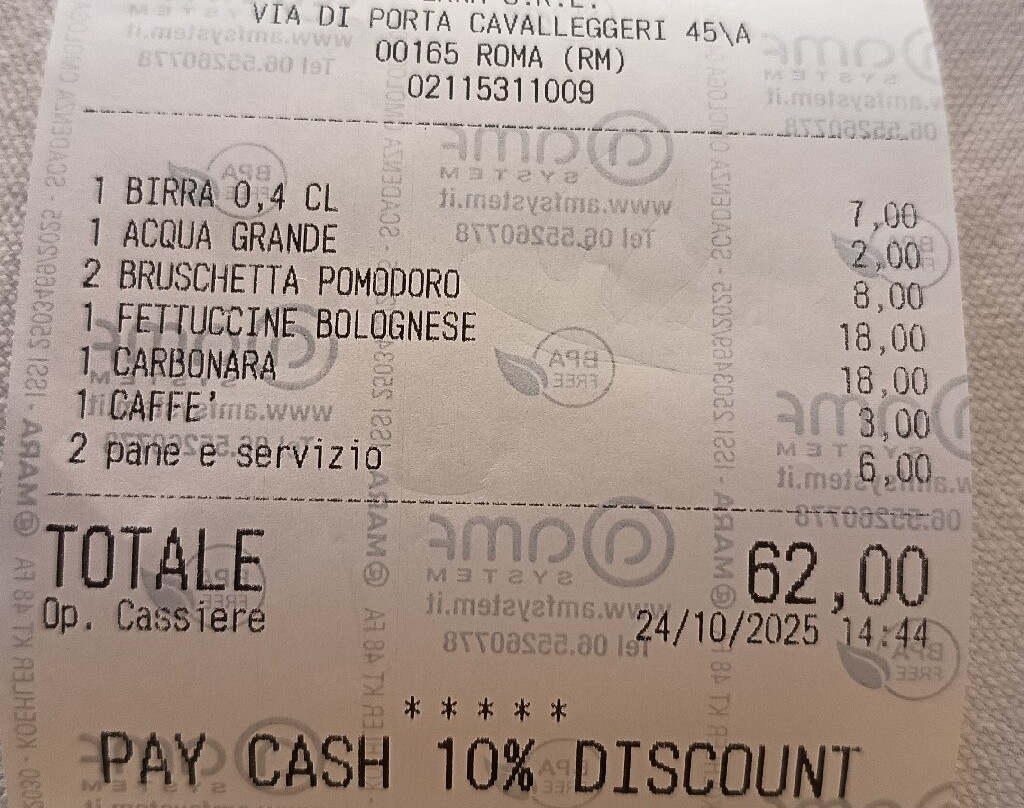 VIA DI PORTA CAVALLEGGERI 45\A
00165 ROMA (RM)
02115311009
1 BIRRA 0,4 CL 7,00
1 ACQUA GRANDE 2,00
2 BRUSCHETTA POMODORO 8,00
1 FETTUCCINE BOLOGNESE 18,00
1 CARBONARA 18,00
1 CAFFE' 3,00
2 pane e servizio 6,00
TOTALE 62,00
Op. Cassiere 24/10/2025 14:44
* * * * *
PAY CASH 10% DISCOUNT